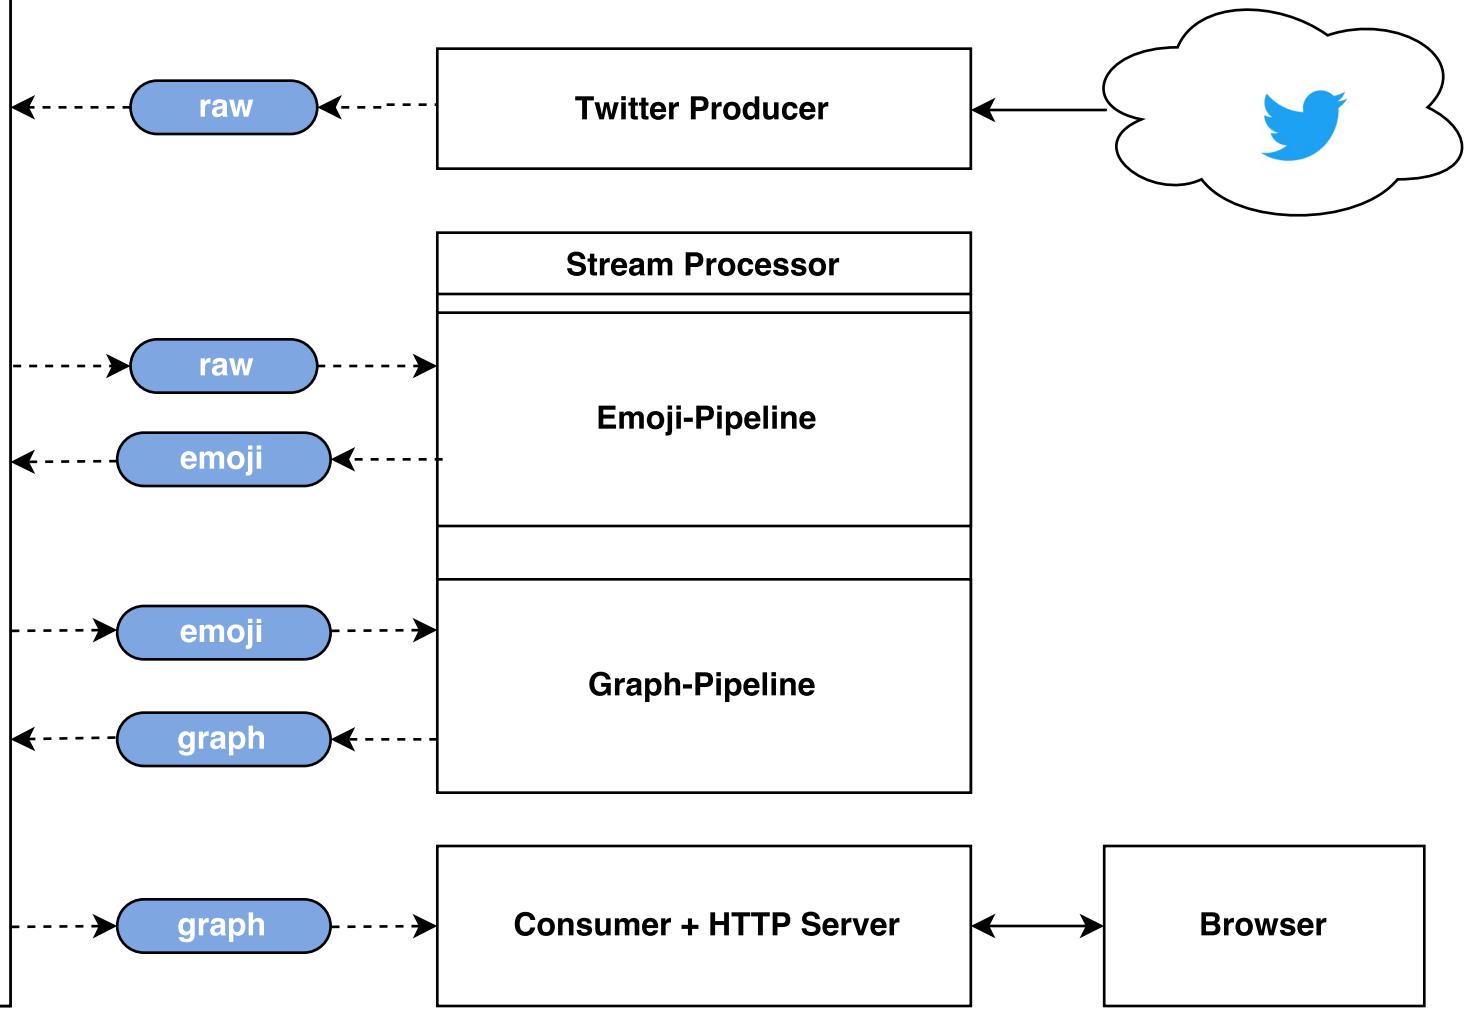 raw
Twitter Producer
Stream Processor
raw
Emoji-Pipeline
emoji
emoji
Graph-Pipeline
graph
graph
Consumer + HTTP Server
Browser